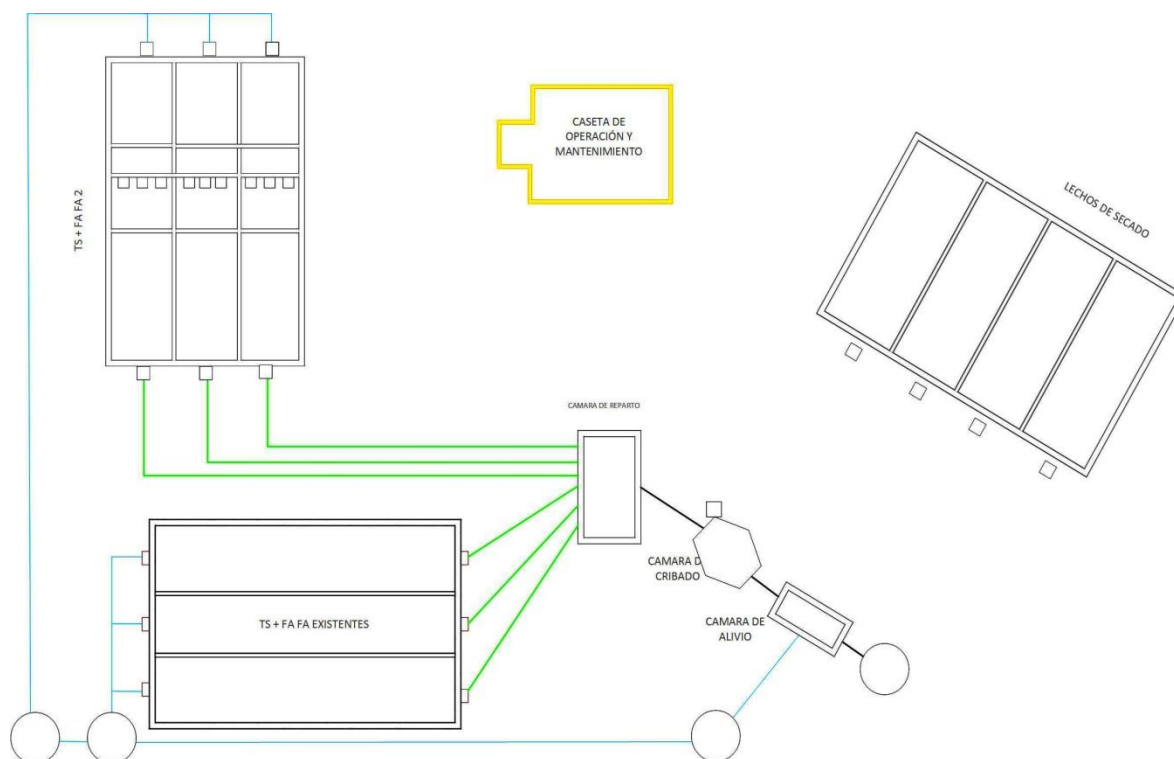 CASETA DE
OPERACIÓN Y
MANTENIMIENTO
LECHOS DE SECADO
TS + FA FA 2
CAMARA DE REPARTO
CAMARA D
CRIBADO
TS + FA FA EXISTENTES
CAMARA DE
ALIVIO